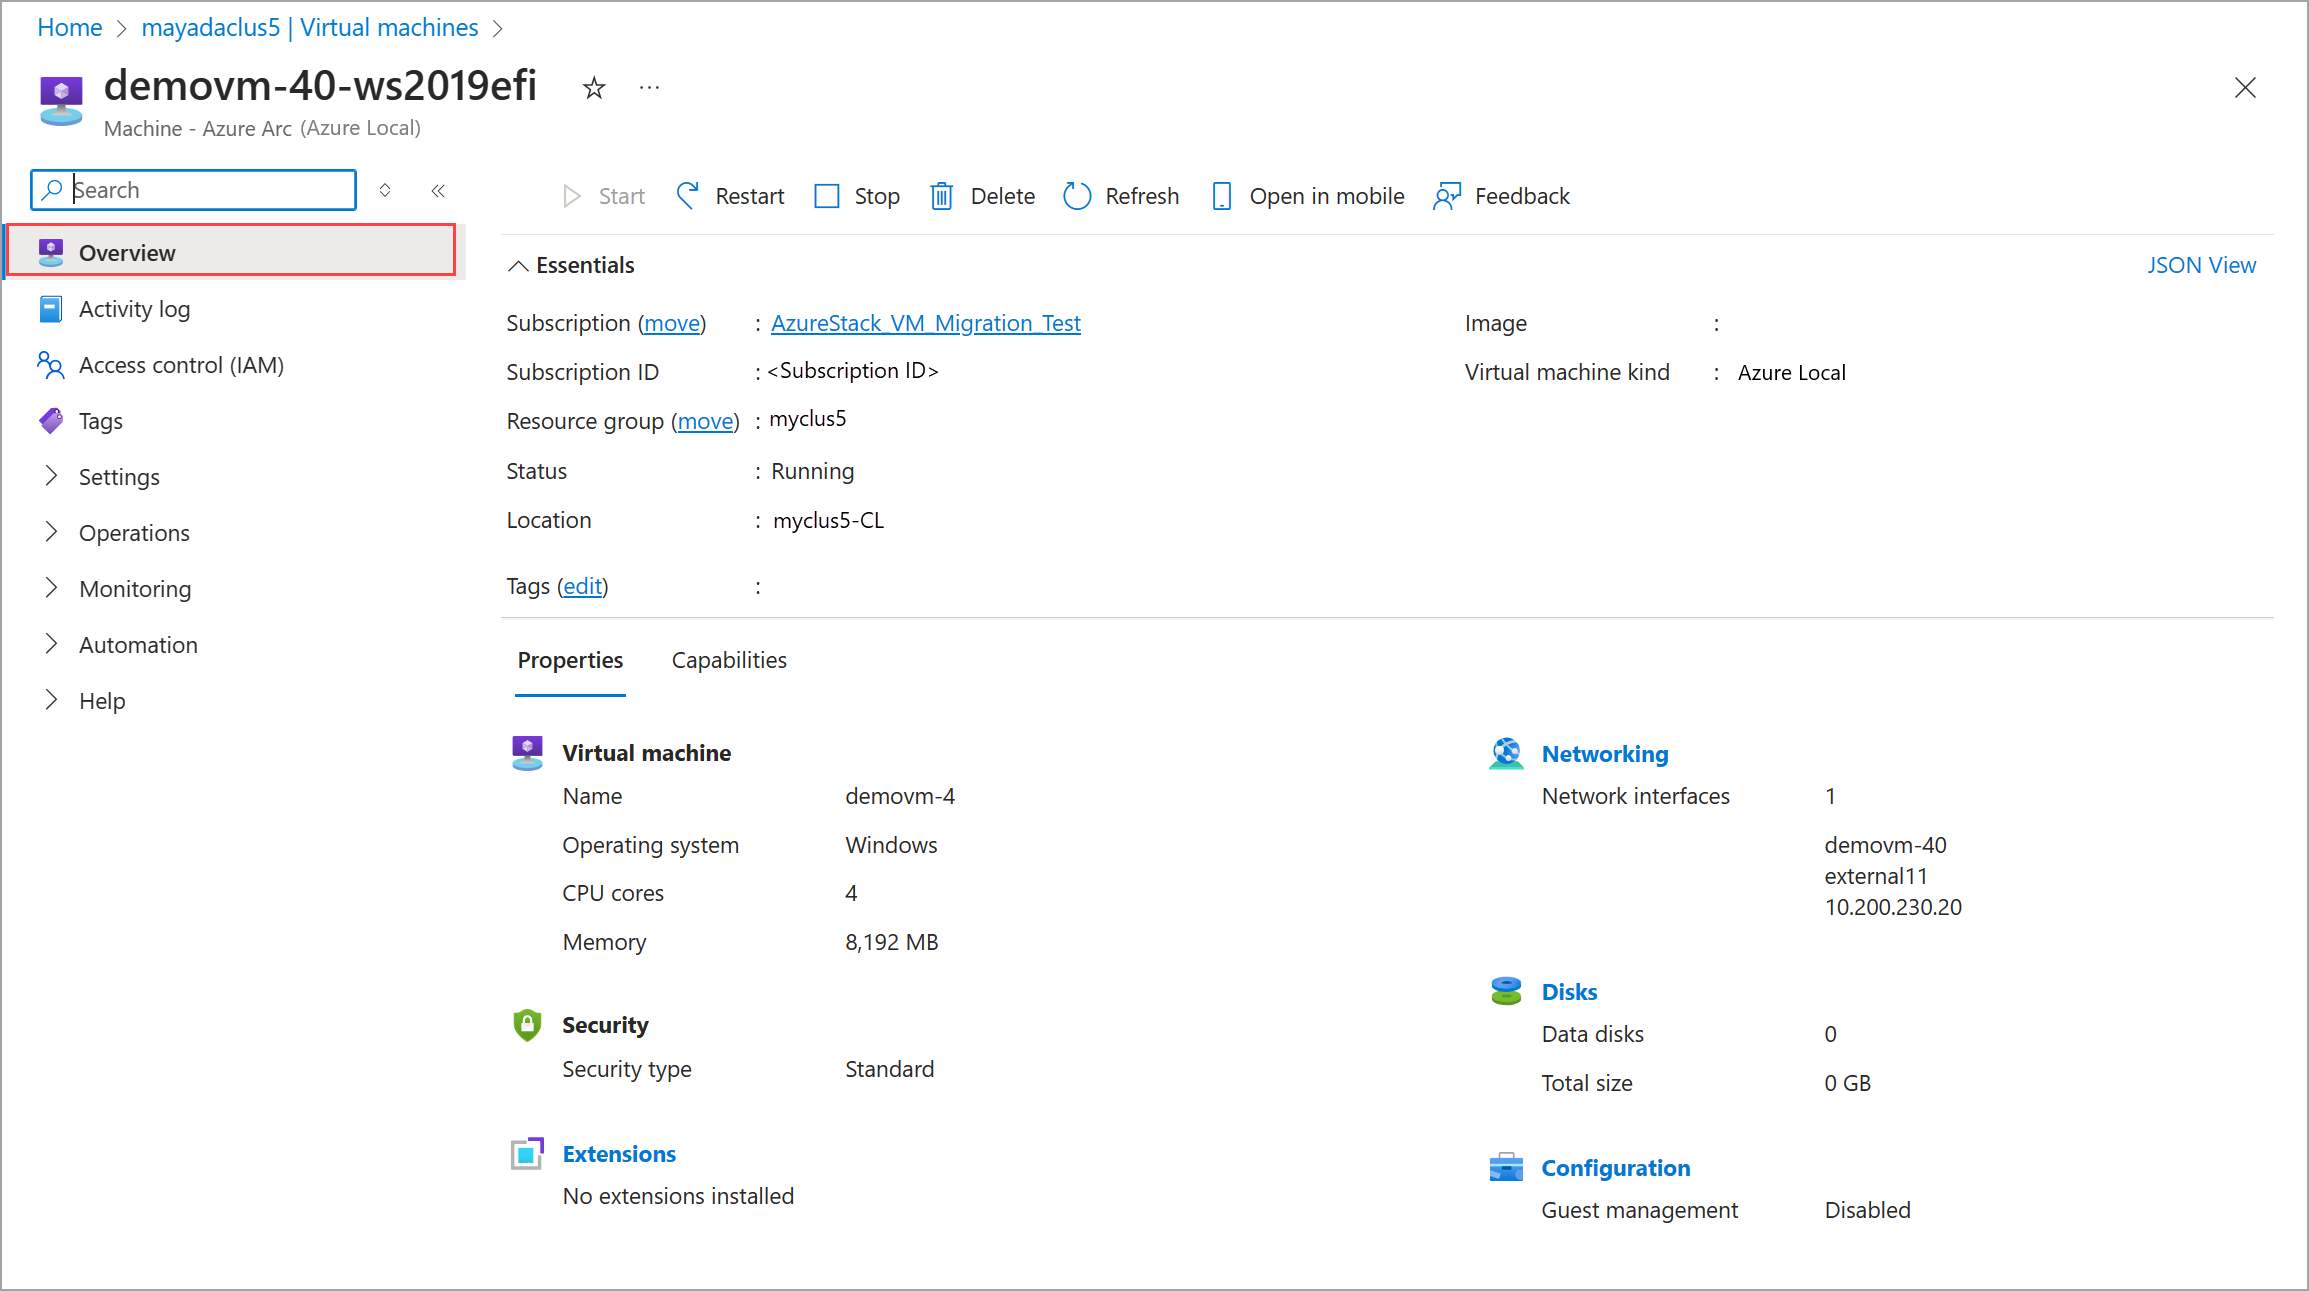 Home > mayadaclus5 | Virtual machines >
demovm-40-ws2019efi ...
Machine - Azure Arc (Azure Local)
Search
Start Restart Stop Delete Refresh Open in mobile Feedback
Overview
Activity log
Access control (IAM)
Tags
Settings
Operations
Monitoring
Automation
Help
Essentials
JSON View
Subscription (move) : AzureStack_VM_Migration_Test
Subscription ID : <Subscription ID>
Resource group (move) : myclus5
Status : Running
Location : myclus5-CL
Tags (edit) :
Image :
Virtual machine kind : Azure Local
Properties Capabilities
Virtual machine
Name demovm-4
Operating system Windows
CPU cores 4
Memory 8,192 MB
Security
Security type Standard
Extensions
No extensions installed
Networking
Network interfaces 1
demovm-40
external11
10.200.230.20
Disks
Data disks 0
Total size 0 GB
Configuration
Guest management Disabled